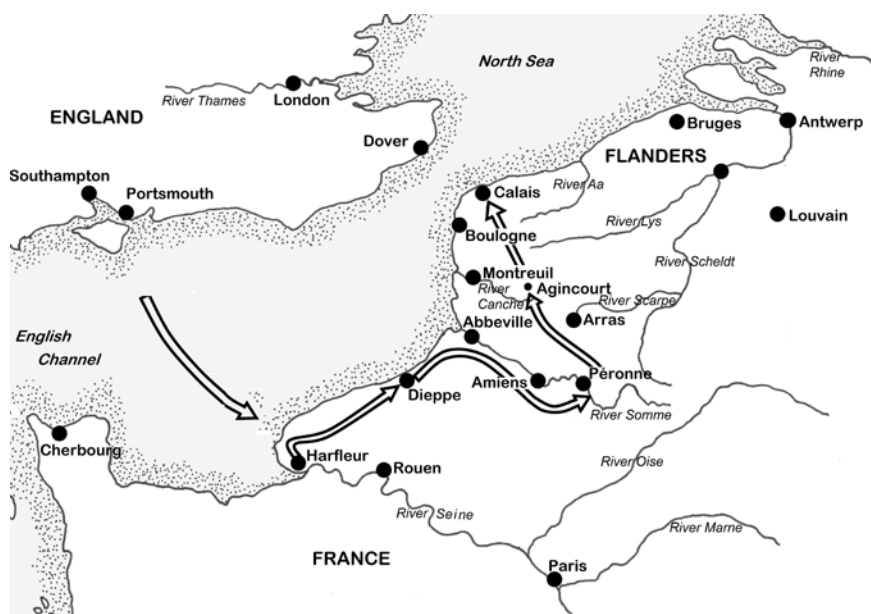 North Sea
River
Rhine
River Thames
London
ENGLAND
Bruges
Antwerp
Dover
FLANDERS
Southampton
Portsmouth
Calais
River Aa
Louvain
River Lys
Boulogne
River Scheldt
Montreuil
River
Canche
Agincourt
River Scarpe
Arras
Abbeville
English
Channel
Péronne
Amiens
Dieppe
River Somme
Cherbourg
Harfleur
Rouen
River Oise
River Seine
River Marne
FRANCE
Paris